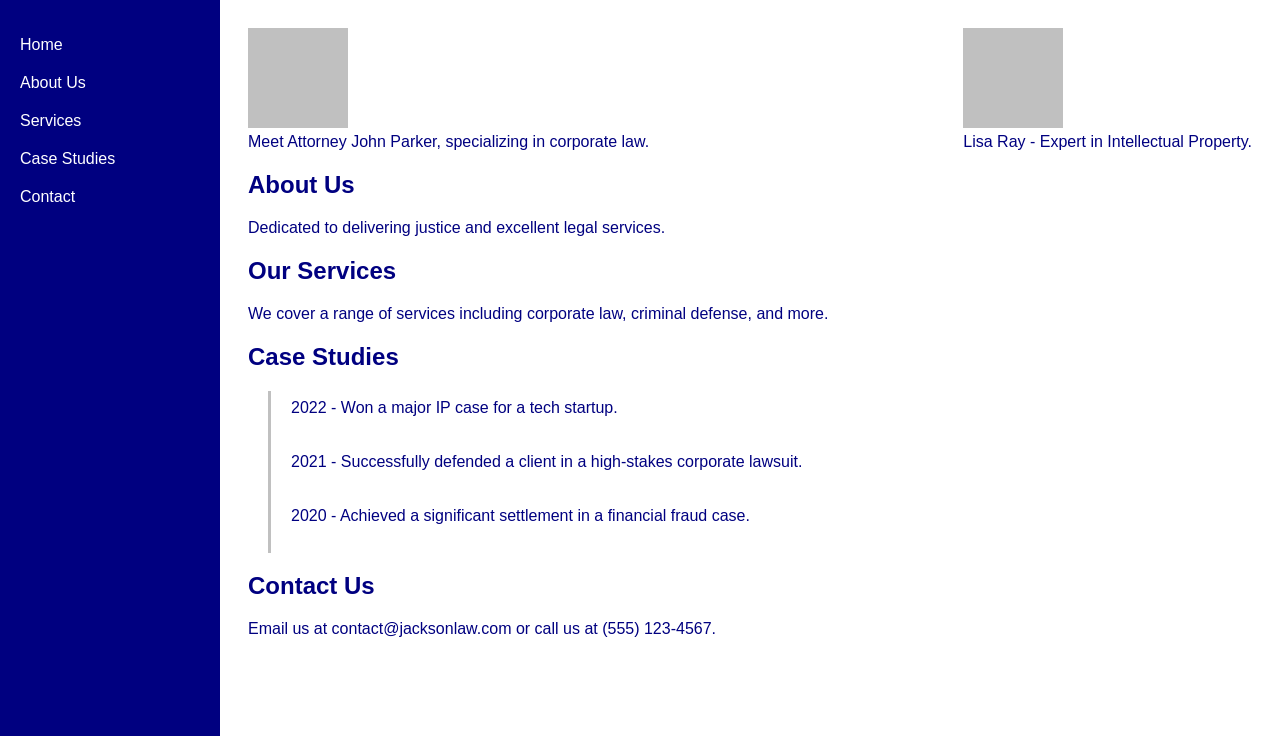 Home
About Us
Services
Case Studies
Contact
Meet Attorney John Parker, specializing in corporate law.
Lisa Ray - Expert in Intellectual Property.
About Us
Dedicated to delivering justice and excellent legal services.
Our Services
We cover a range of services including corporate law, criminal defense, and more.
Case Studies
2022 - Won a major IP case for a tech startup.
2021 - Successfully defended a client in a high-stakes corporate lawsuit.
2020 - Achieved a significant settlement in a financial fraud case.
Contact Us
Email us at contact@jacksonlaw.com or call us at (555) 123-4567.